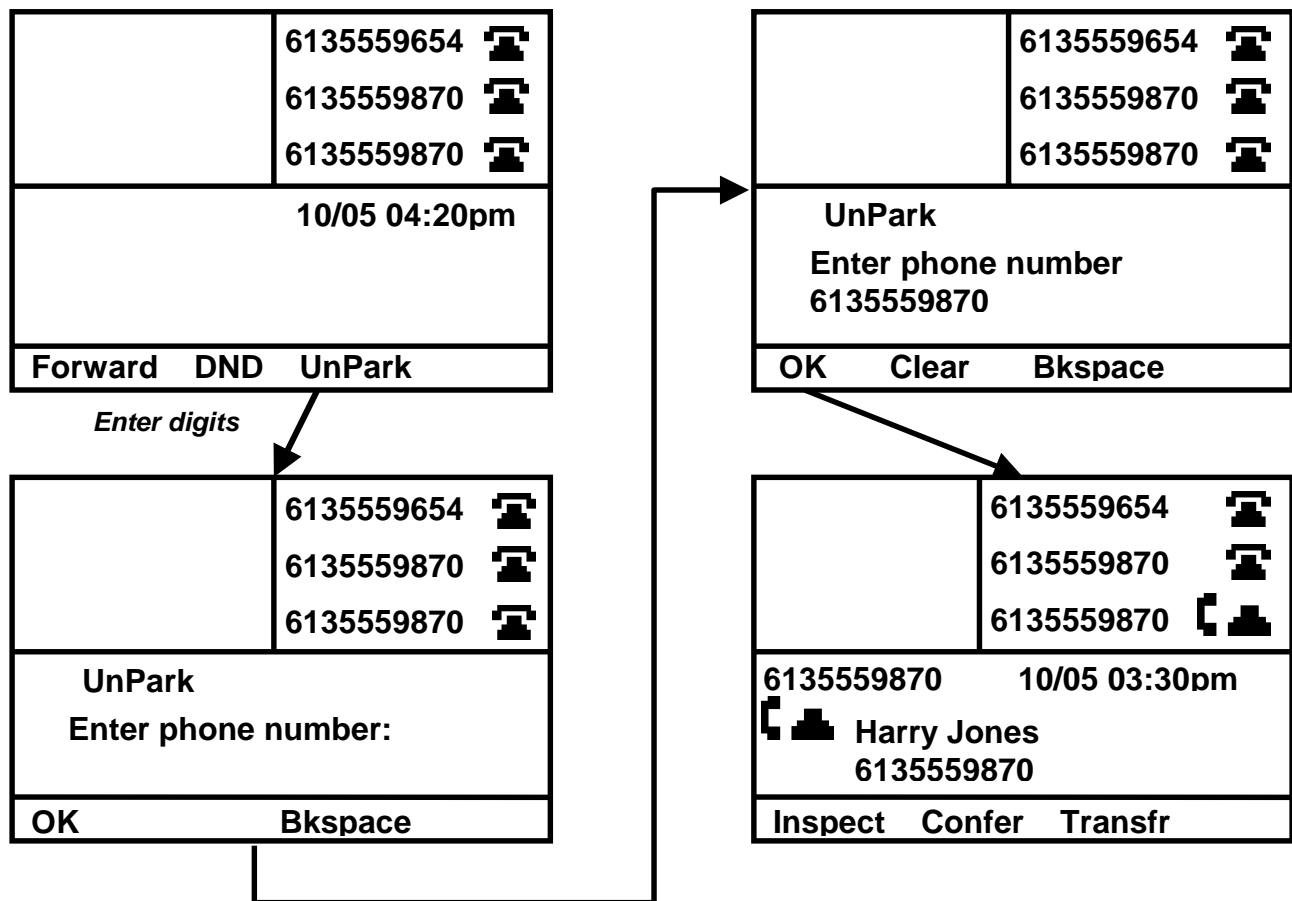 6135559654
6135559870
6135559870
10/05 04:20pm
Forward DND UnPark
Enter digits
6135559654
6135559870
6135559870
UnPark
Enter phone number:
OK Bkspace
6135559654
6135559870
6135559870
UnPark
Enter phone number
6135559870
OK Clear Bkspace
6135559654
6135559870
6135559870
6135559870 10/05 03:30pm
Harry Jones
6135559870
Inspect Confer Transfr